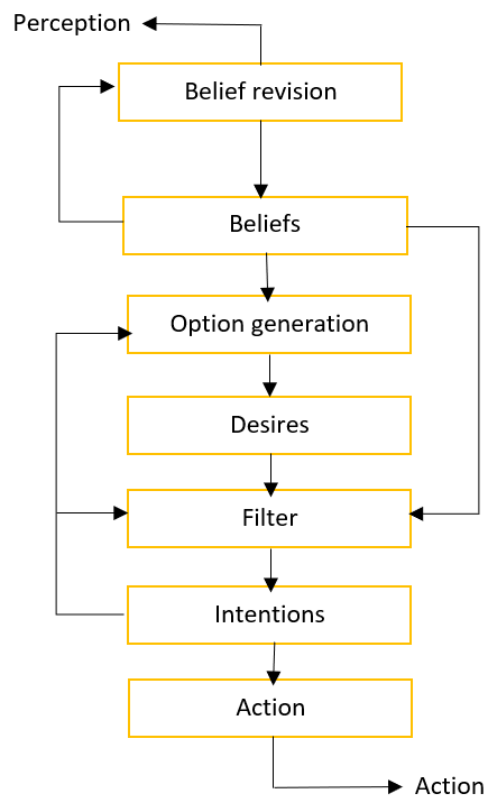 Perception
Belief revision
Beliefs
Option generation
Desires
Filter
Intentions
Action
Action